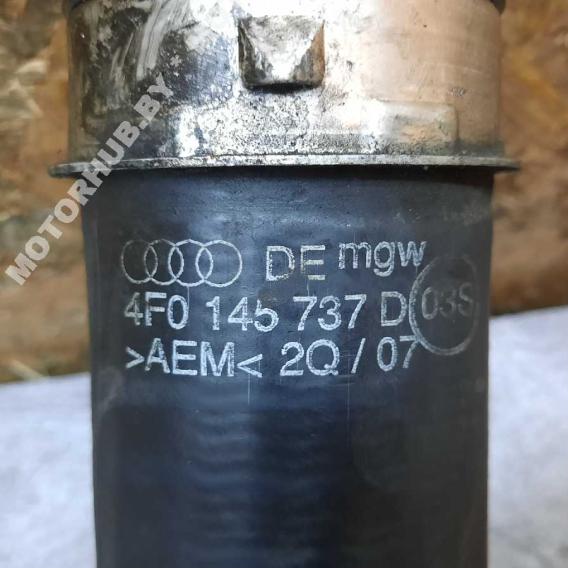 MOTORHUB.BY
DE mgw
4F0 145 737 D 03S
>AEM< 2Q / 07